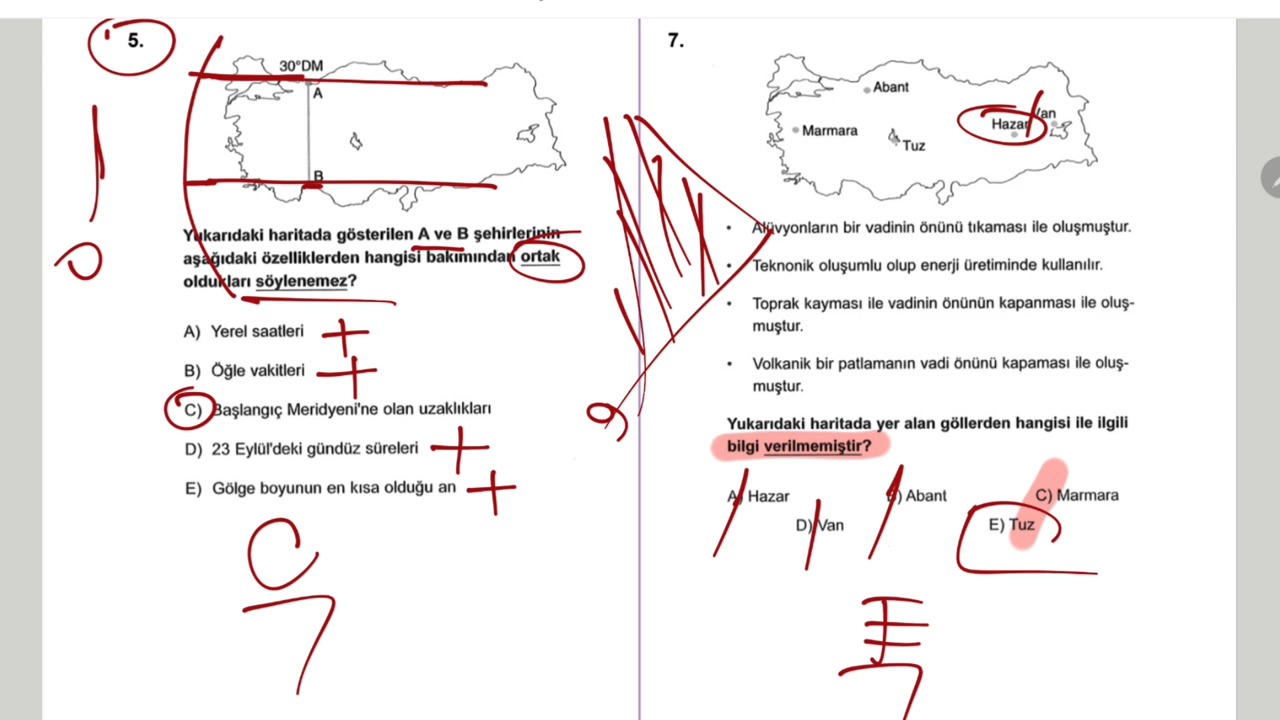 5.
30°DM
A
B
Yukarıdaki haritada gösterilen A ve B şehirlerinin
aşağıdaki özelliklerden hangisi bakımından ortak
oldukları söylenemez?
A) Yerel saatleri
B) Öğle vakitleri
C) Başlangıç Meridyeni'ne olan uzaklıkları
D) 23 Eylül'deki gündüz süreleri
E) Gölge boyunun en kısa olduğu an
C
7.
Abant
Van
Hazar
Marmara
Tuz
• Alüvyonların bir vadinin önünü tıkaması ile oluşmuştur.
• Teknonik oluşumlu olup enerji üretiminde kullanılır.
• Toprak kayması ile vadinin önünün kapanması ile oluş-
muştur.
• Volkanik bir patlamanın vadi önünü kapaması ile oluş-
muştur.
Yukarıdaki haritada yer alan göllerden hangisi ile ilgili
bilgi verilmemiştir?
A) Hazar
B) Abant
C) Marmara
D) Van
E) Tuz
E